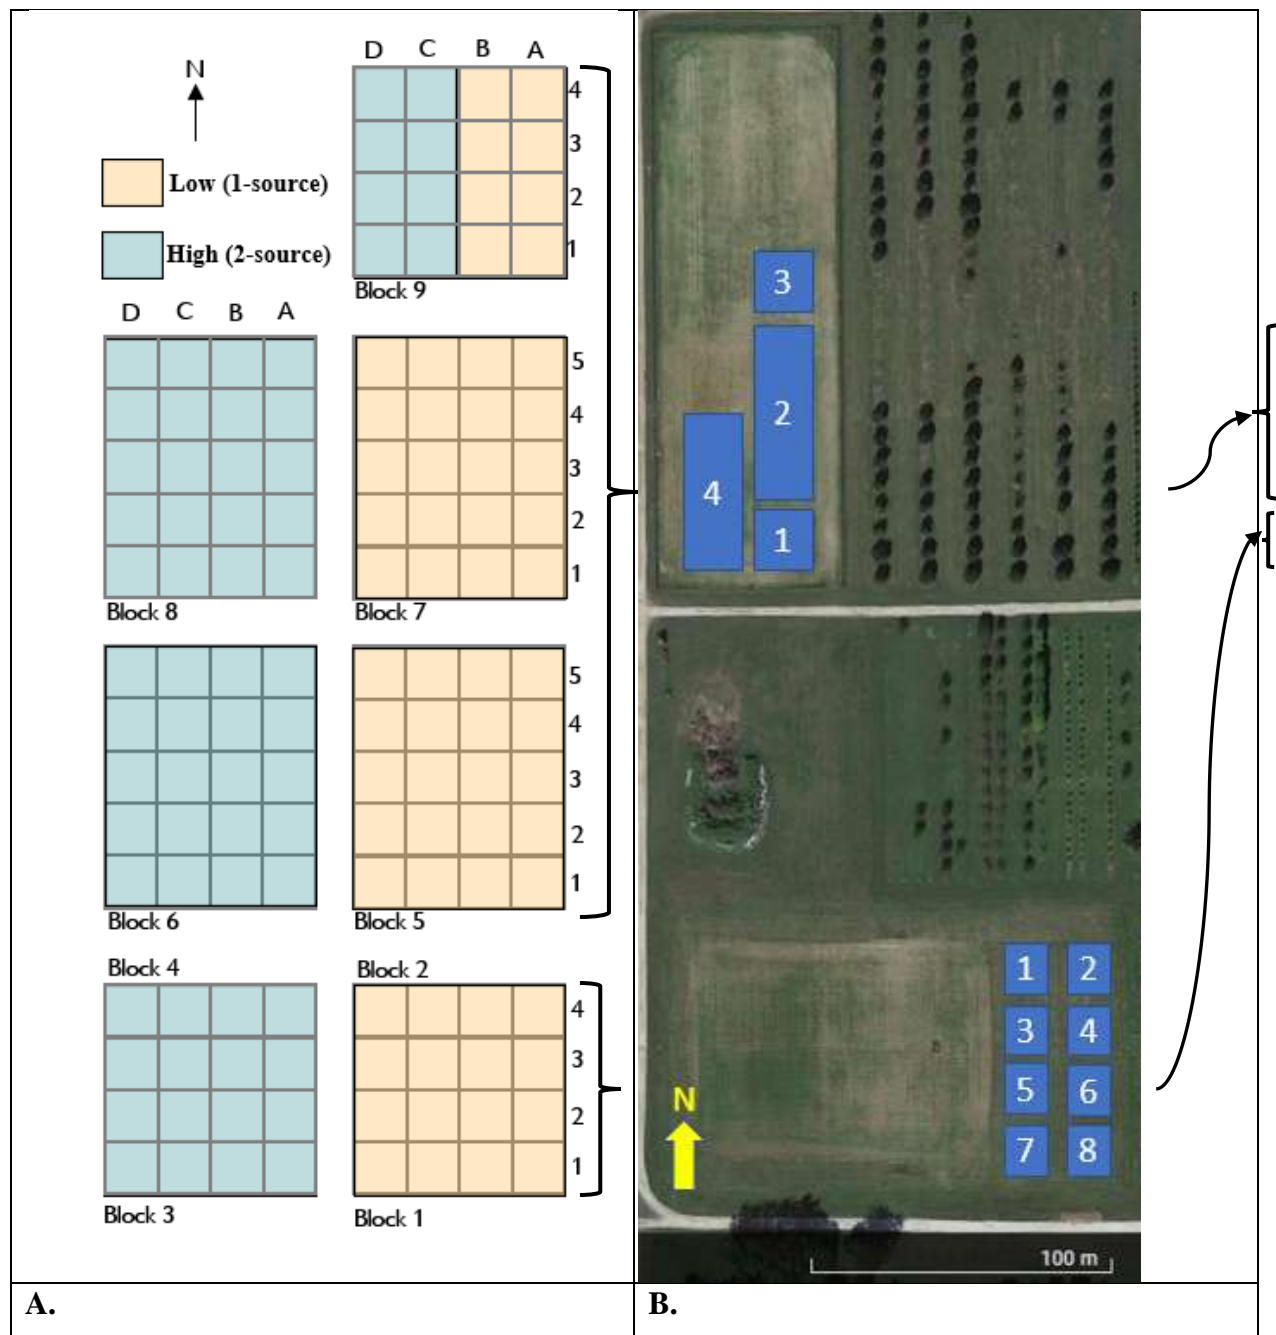 D C B A
N
4
Low (1-source)
3
2
High (2-source)
1
Block 9
D C B A
5
4
3
2
1
Block 8 Block 7
5
4
3
2
1
Block 6 Block 5
Block 4 Block 2
4
3
2
1
Block 3 Block 1
3
2
4
1
1 2
3 4
5 6
7 8
N
100 m
A. B.